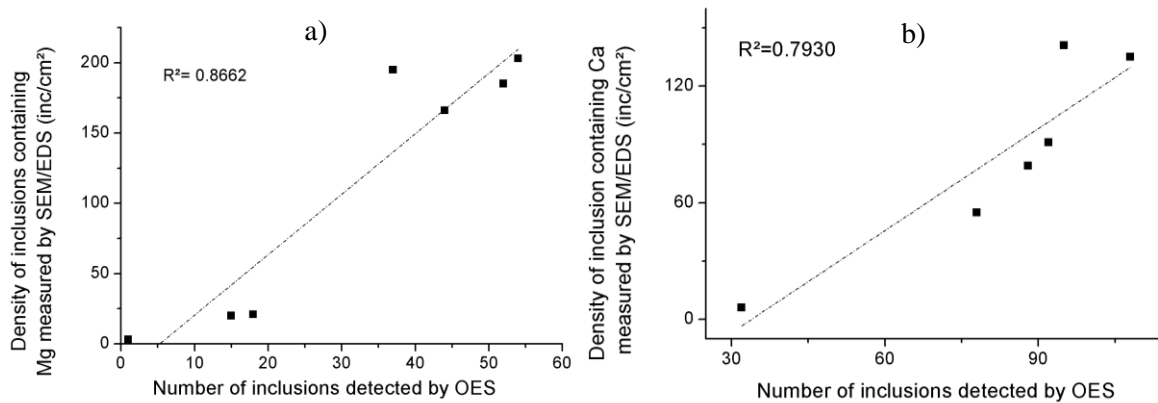 a)
R²= 0.8662
Density of inclusions containing
Mg measured by SEM/EDS (inc/cm²)
200
150
100
50
0
0 10 20 30 40 50 60
Number of inclusions detected by OES
b)
R²=0.7930
Density of inclusion containing Ca
measured by SEM/EDS (inc/cm²)
120
60
0
30 60 90
Number of inclusions detected by OES